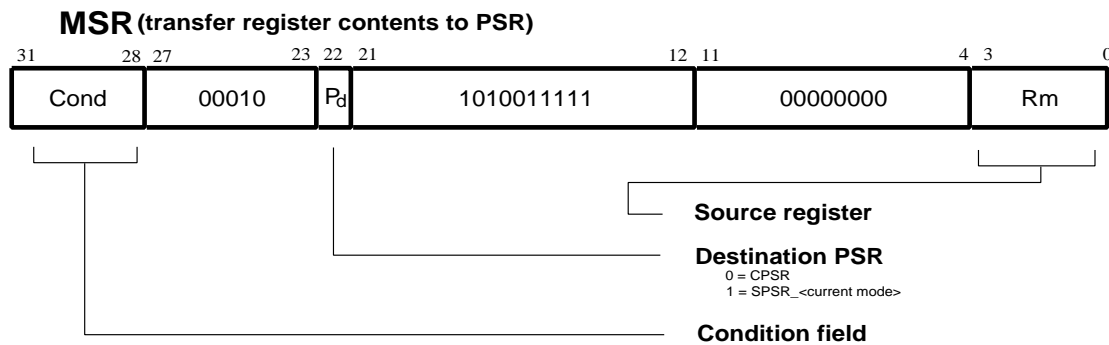 MSR (transfer register contents to PSR)
31 28 27 23 22 21 12 11 4 3 0
Cond 00010 Pd 1010011111 00000000 Rm
Source register
Destination PSR
0 = CPSR
1 = SPSR_<current mode>
Condition field